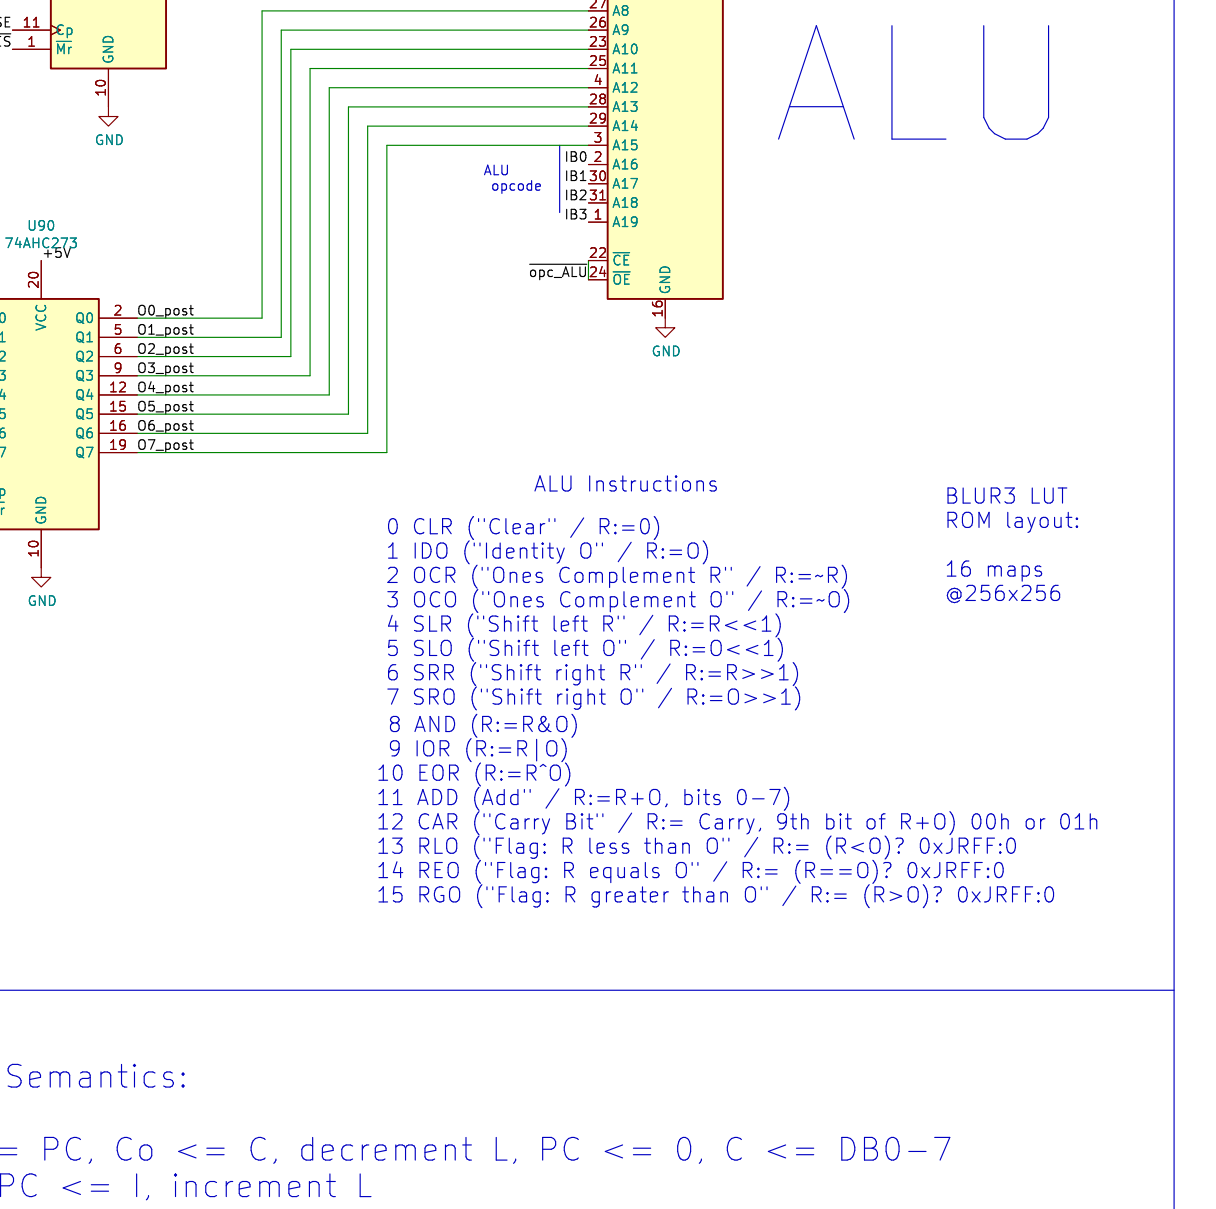 SE 11 Cp
1 Mr
GND
10
GND
27 A8
26 A9
23 A10
25 A11
4 A12
28 A13
29 A14
3 A15
IB0 2 A16
IB1 30 A17
IB2 31 A18
IB3 1 A19
ALU
opcode
22 CE
opc_ALU 24 OE
GND
16
GND
ALU
U90
74AHC273
+5V
20
VCC
Q0 2 O0_post
Q1 5 O1_post
Q2 6 O2_post
Q3 9 O3_post
Q4 12 O4_post
Q5 15 O5_post
Q6 16 O6_post
Q7 19 O7_post
GND
10
GND
ALU Instructions
0 CLR ("Clear" / R:=0)
1 IDO ("Identity O" / R:=O)
2 OCR ("Ones Complement R" / R:=~R)
3 OCO ("Ones Complement O" / R:=~O)
4 SLR ("Shift left R" / R:=R<<1)
5 SLO ("Shift left O" / R:=O<<1)
6 SRR ("Shift right R" / R:=R>>1)
7 SRO ("Shift right O" / R:=O>>1)
8 AND (R:=R&O)
9 IOR (R:=R|O)
10 EOR (R:=R^O)
11 ADD (Add" / R:=R+O, bits 0-7)
12 CAR ("Carry Bit" / R:= Carry, 9th bit of R+O) 00h or 01h
13 RLO ("Flag: R less than O" / R:= (R<O)? 0xJRFF:0
14 REO ("Flag: R equals O" / R:= (R==O)? 0xJRFF:0
15 RGO ("Flag: R greater than O" / R:= (R>O)? 0xJRFF:0
BLUR3 LUT
ROM layout:
16 maps
@256x256
Semantics:
= PC, Co <= C, decrement L, PC <= 0, C <= DB0-7
PC <= I, increment L